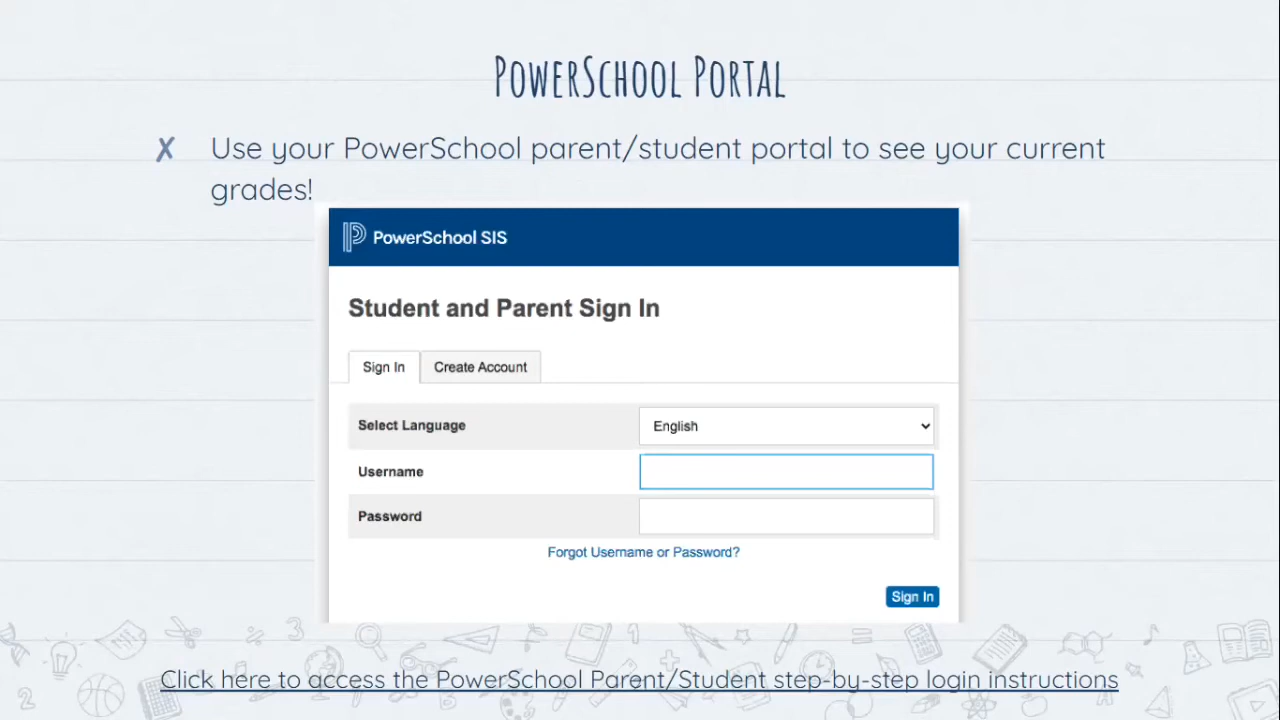 PowerSchool Portal
✗ Use your PowerSchool parent/student portal to see your current
grades!
PowerSchool SIS
Student and Parent Sign In
Sign In Create Account
Select Language English
Username
Password
Forgot Username or Password?
Sign In
Click here to access the PowerSchool Parent/Student step-by-step login instructions